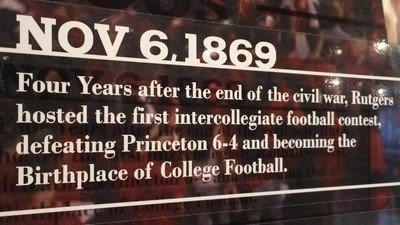 NOV 6, 1869
Four Years after the end of the civil war, Rutgers
hosted the first intercollegiate football contest,
defeating Princeton 6-4 and becoming the
Birthplace of College Football.